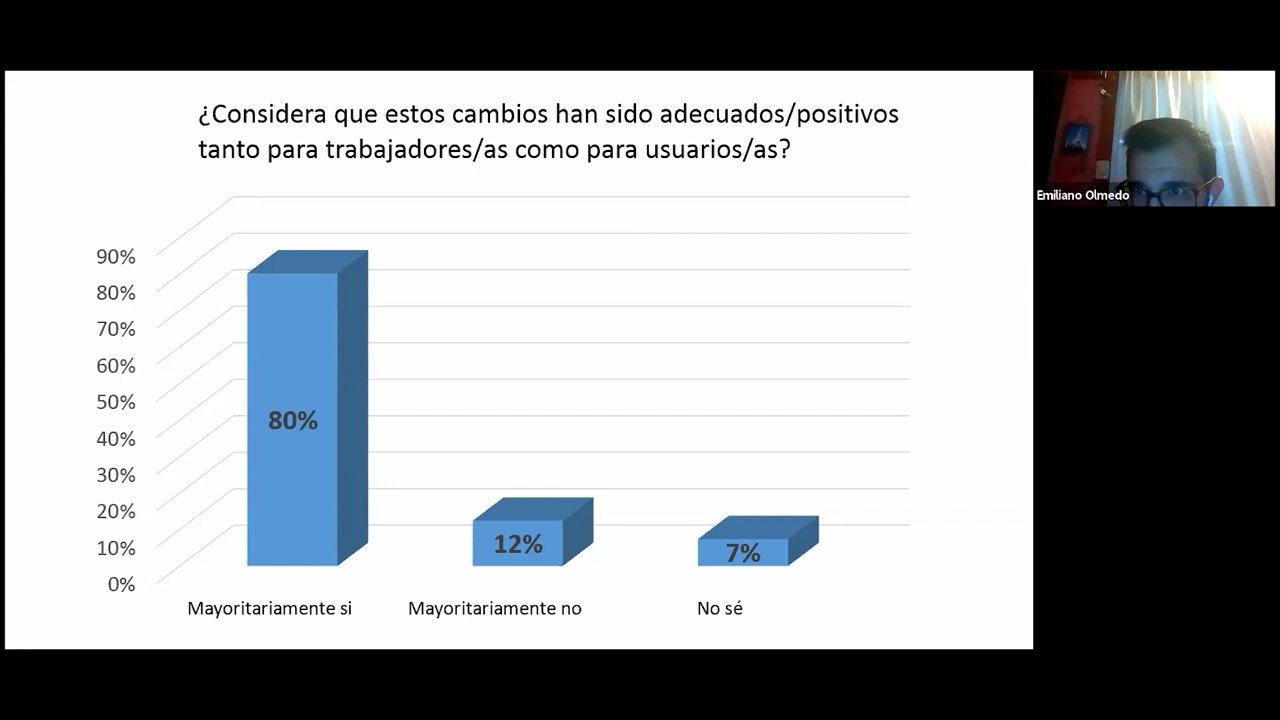 ¿Considera que estos cambios han sido adecuados/positivos
tanto para trabajadores/as como para usuarios/as?
90%
80%
70%
60%
50%
40%
30%
20%
10%
0%
80%
12%
7%
Mayoritariamente si
Mayoritariamente no
No sé
Emiliano Olmedo